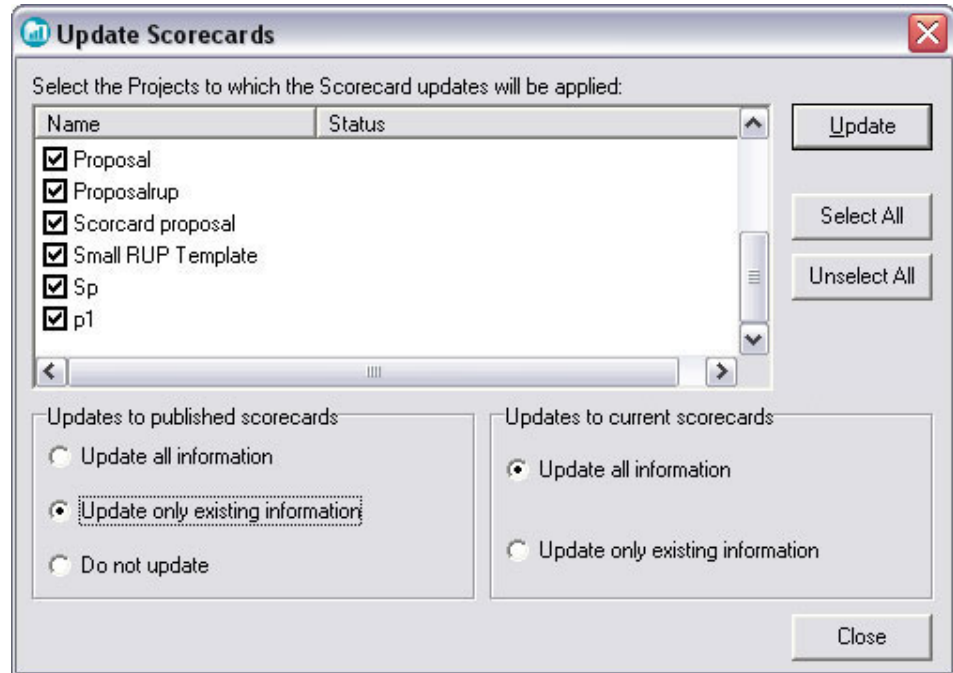 Update Scorecards
Select the Projects to which the Scorecard updates will be applied:
Name Status
Proposal
Proposalrup
Scorcard proposal
Small RUP Template
Sp
p1
Update
Select All
Unselect All
Updates to published scorecards
Update all information
Update only existing information
Do not update
Updates to current scorecards
Update all information
Update only existing information
Close